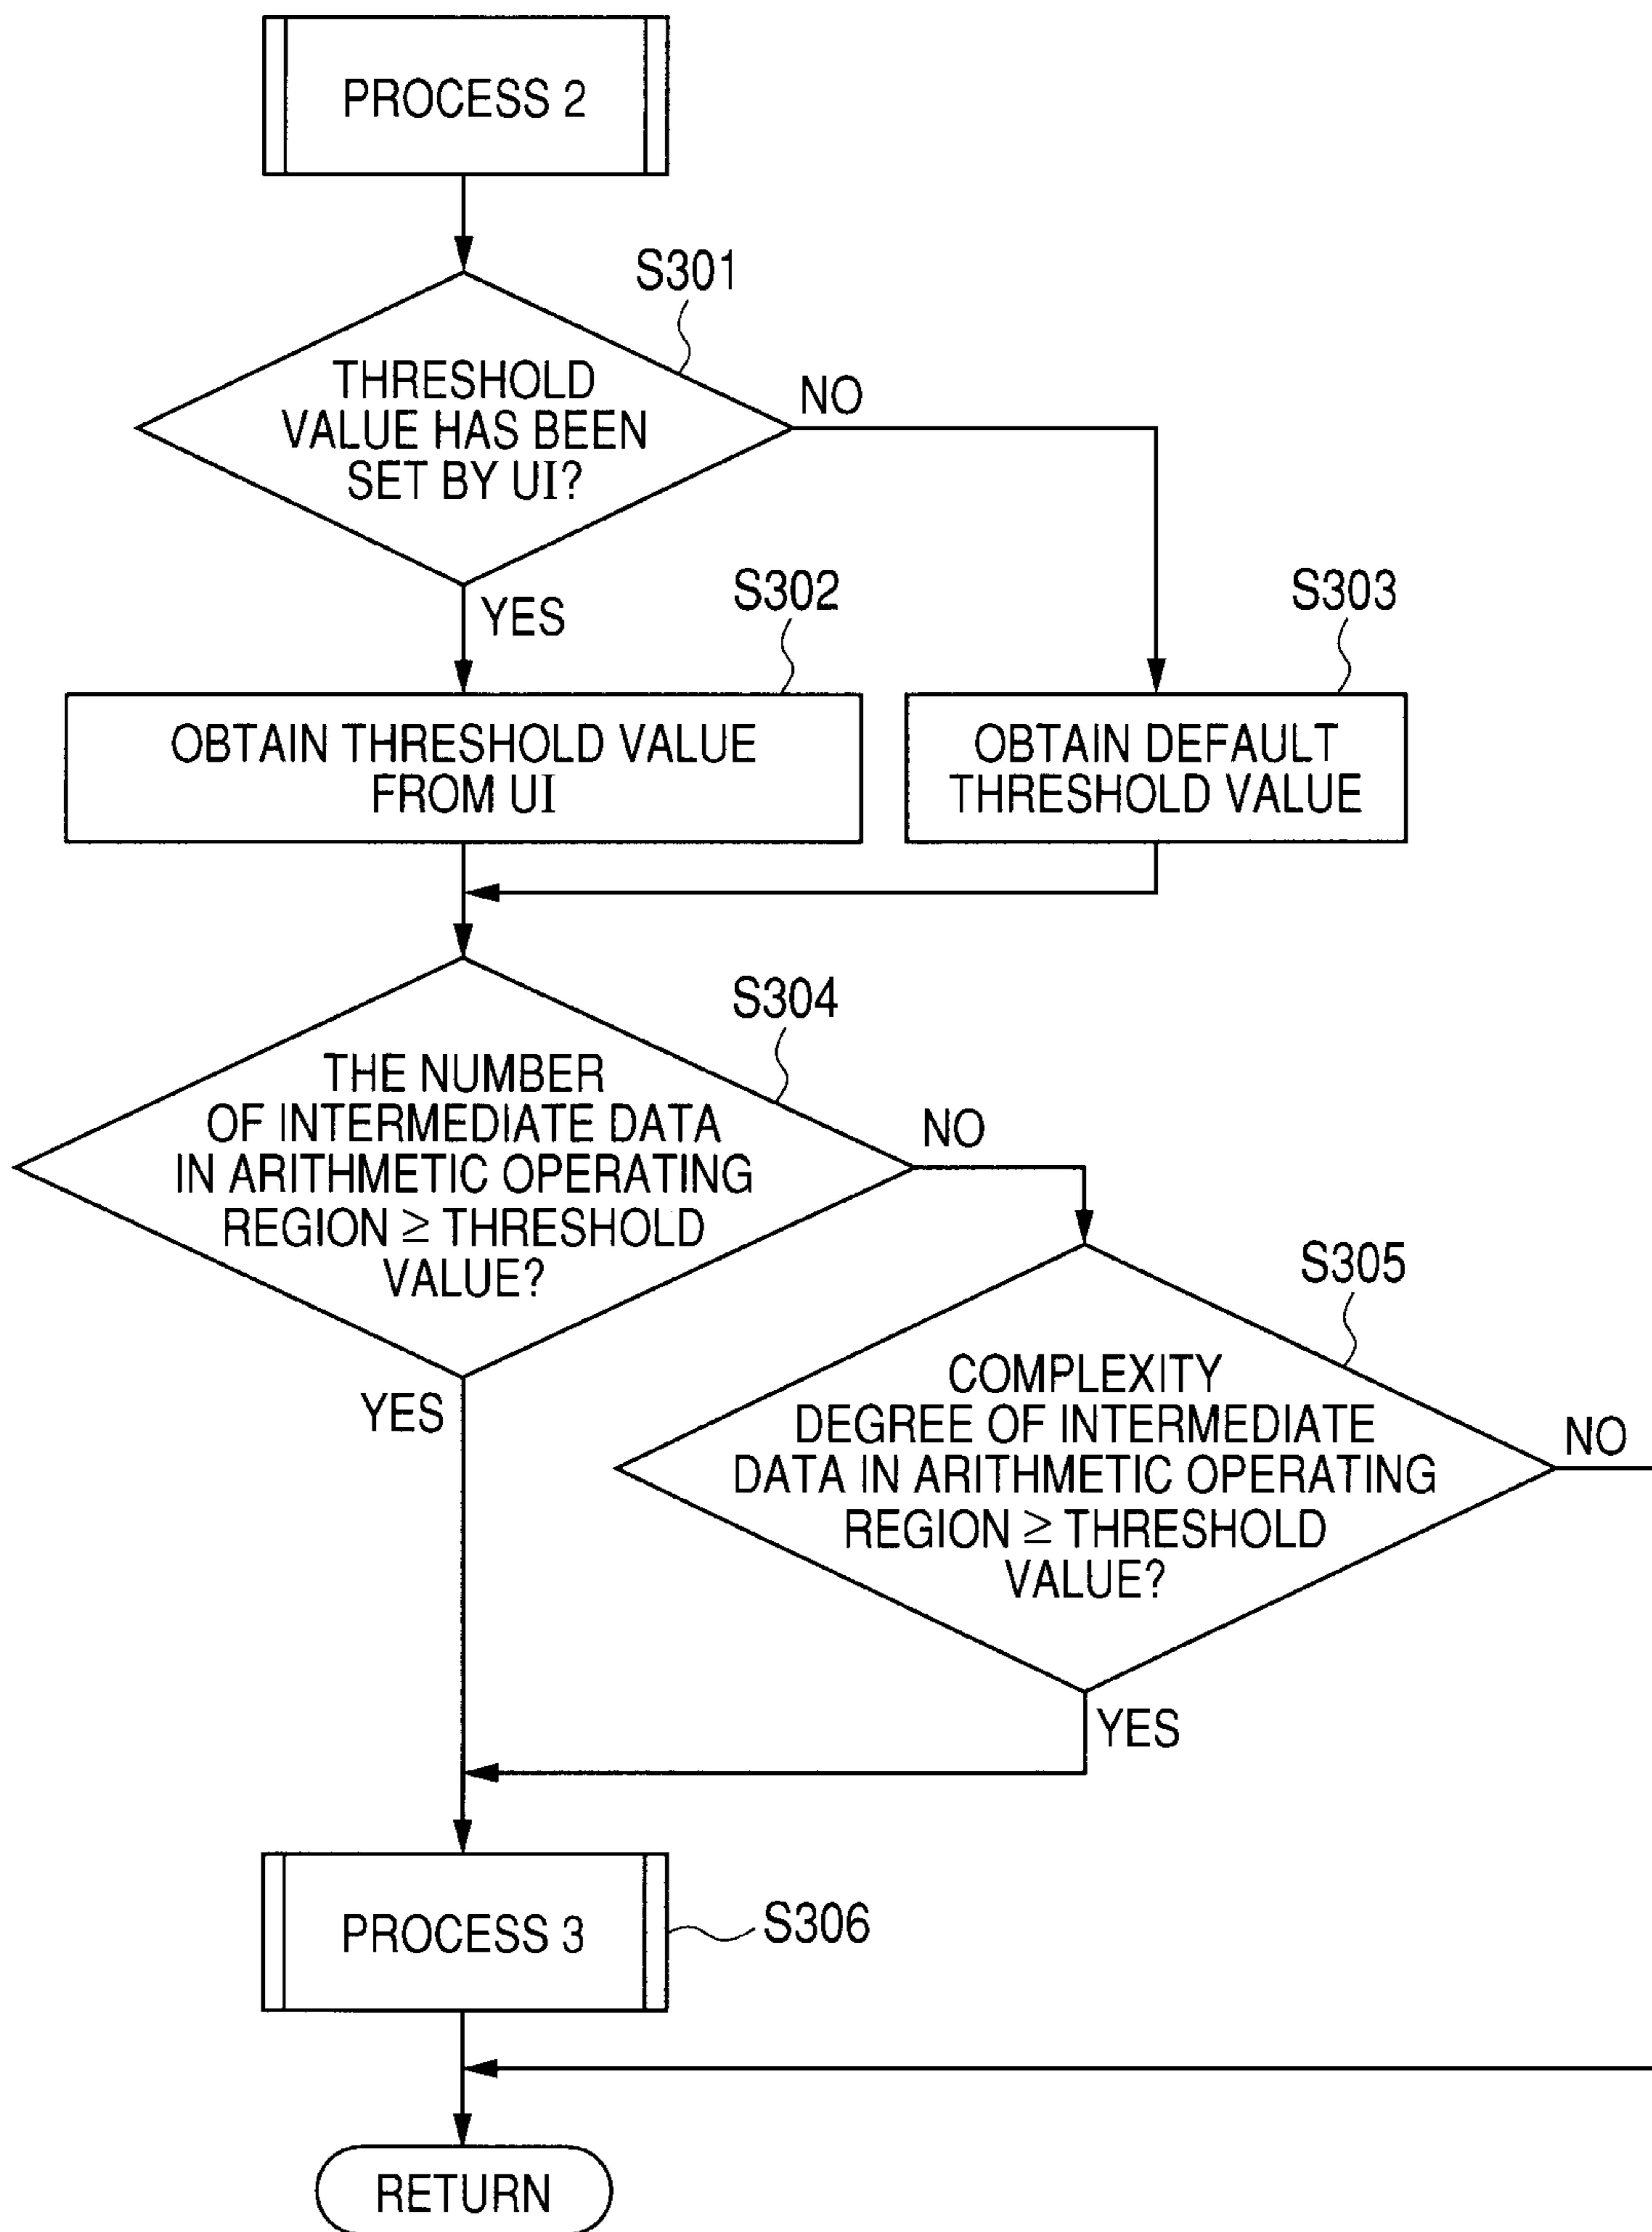 PROCESS 2
S301
THRESHOLD
VALUE HAS BEEN
SET BY UI?
NO
YES
S302
S303
OBTAIN THRESHOLD VALUE
FROM UI
OBTAIN DEFAULT
THRESHOLD VALUE
S304
THE NUMBER
OF INTERMEDIATE DATA
IN ARITHMETIC OPERATING
REGION ≥ THRESHOLD
VALUE?
NO
YES
S305
COMPLEXITY
DEGREE OF INTERMEDIATE
DATA IN ARITHMETIC OPERATING
REGION ≥ THRESHOLD
VALUE?
NO
YES
PROCESS 3
S306
RETURN